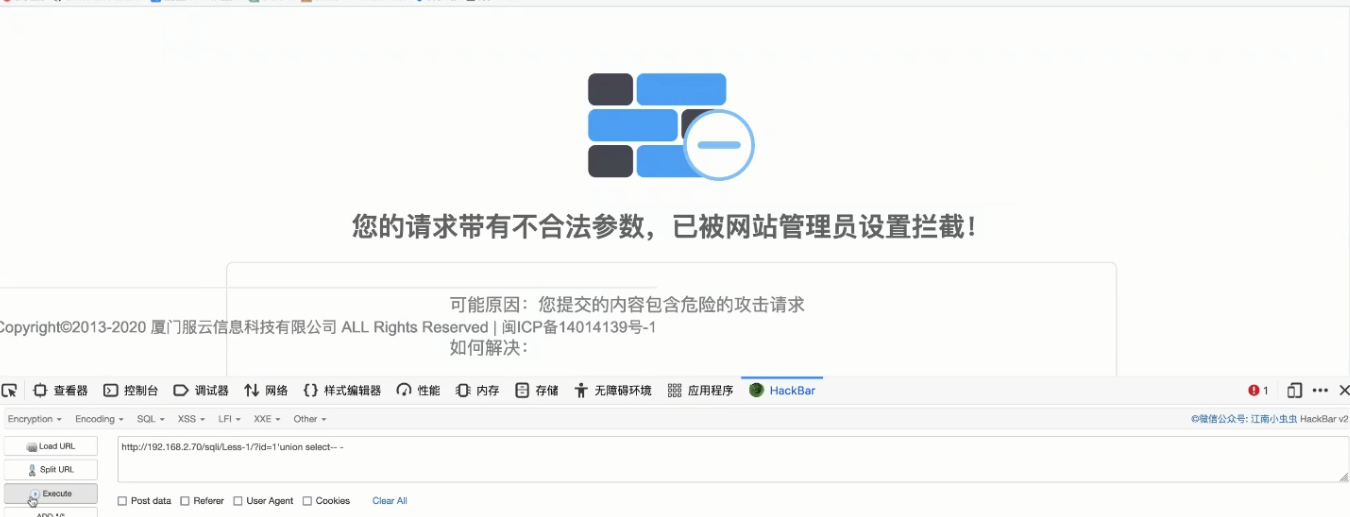 您的请求带有不合法参数，已被网站管理员设置拦截！
可能原因：您提交的内容包含危险的攻击请求
Copyright©2013-2020 厦门服云信息科技有限公司 ALL Rights Reserved | 闽ICP备14014139号-1
如何解决：
查看器 控制台 调试器 网络 样式编辑器 性能 内存 存储 无障碍环境 应用程序 HackBar 1
Encryption Encoding SQL XSS LFI XXE Other ©微信公众号: 江南小虫虫 HackBar v2
Load URL http://192.168.2.70/sqli/Less-1/?id=1'union select-- -
Split URL
Execute Post data Referer User Agent Cookies Clear All